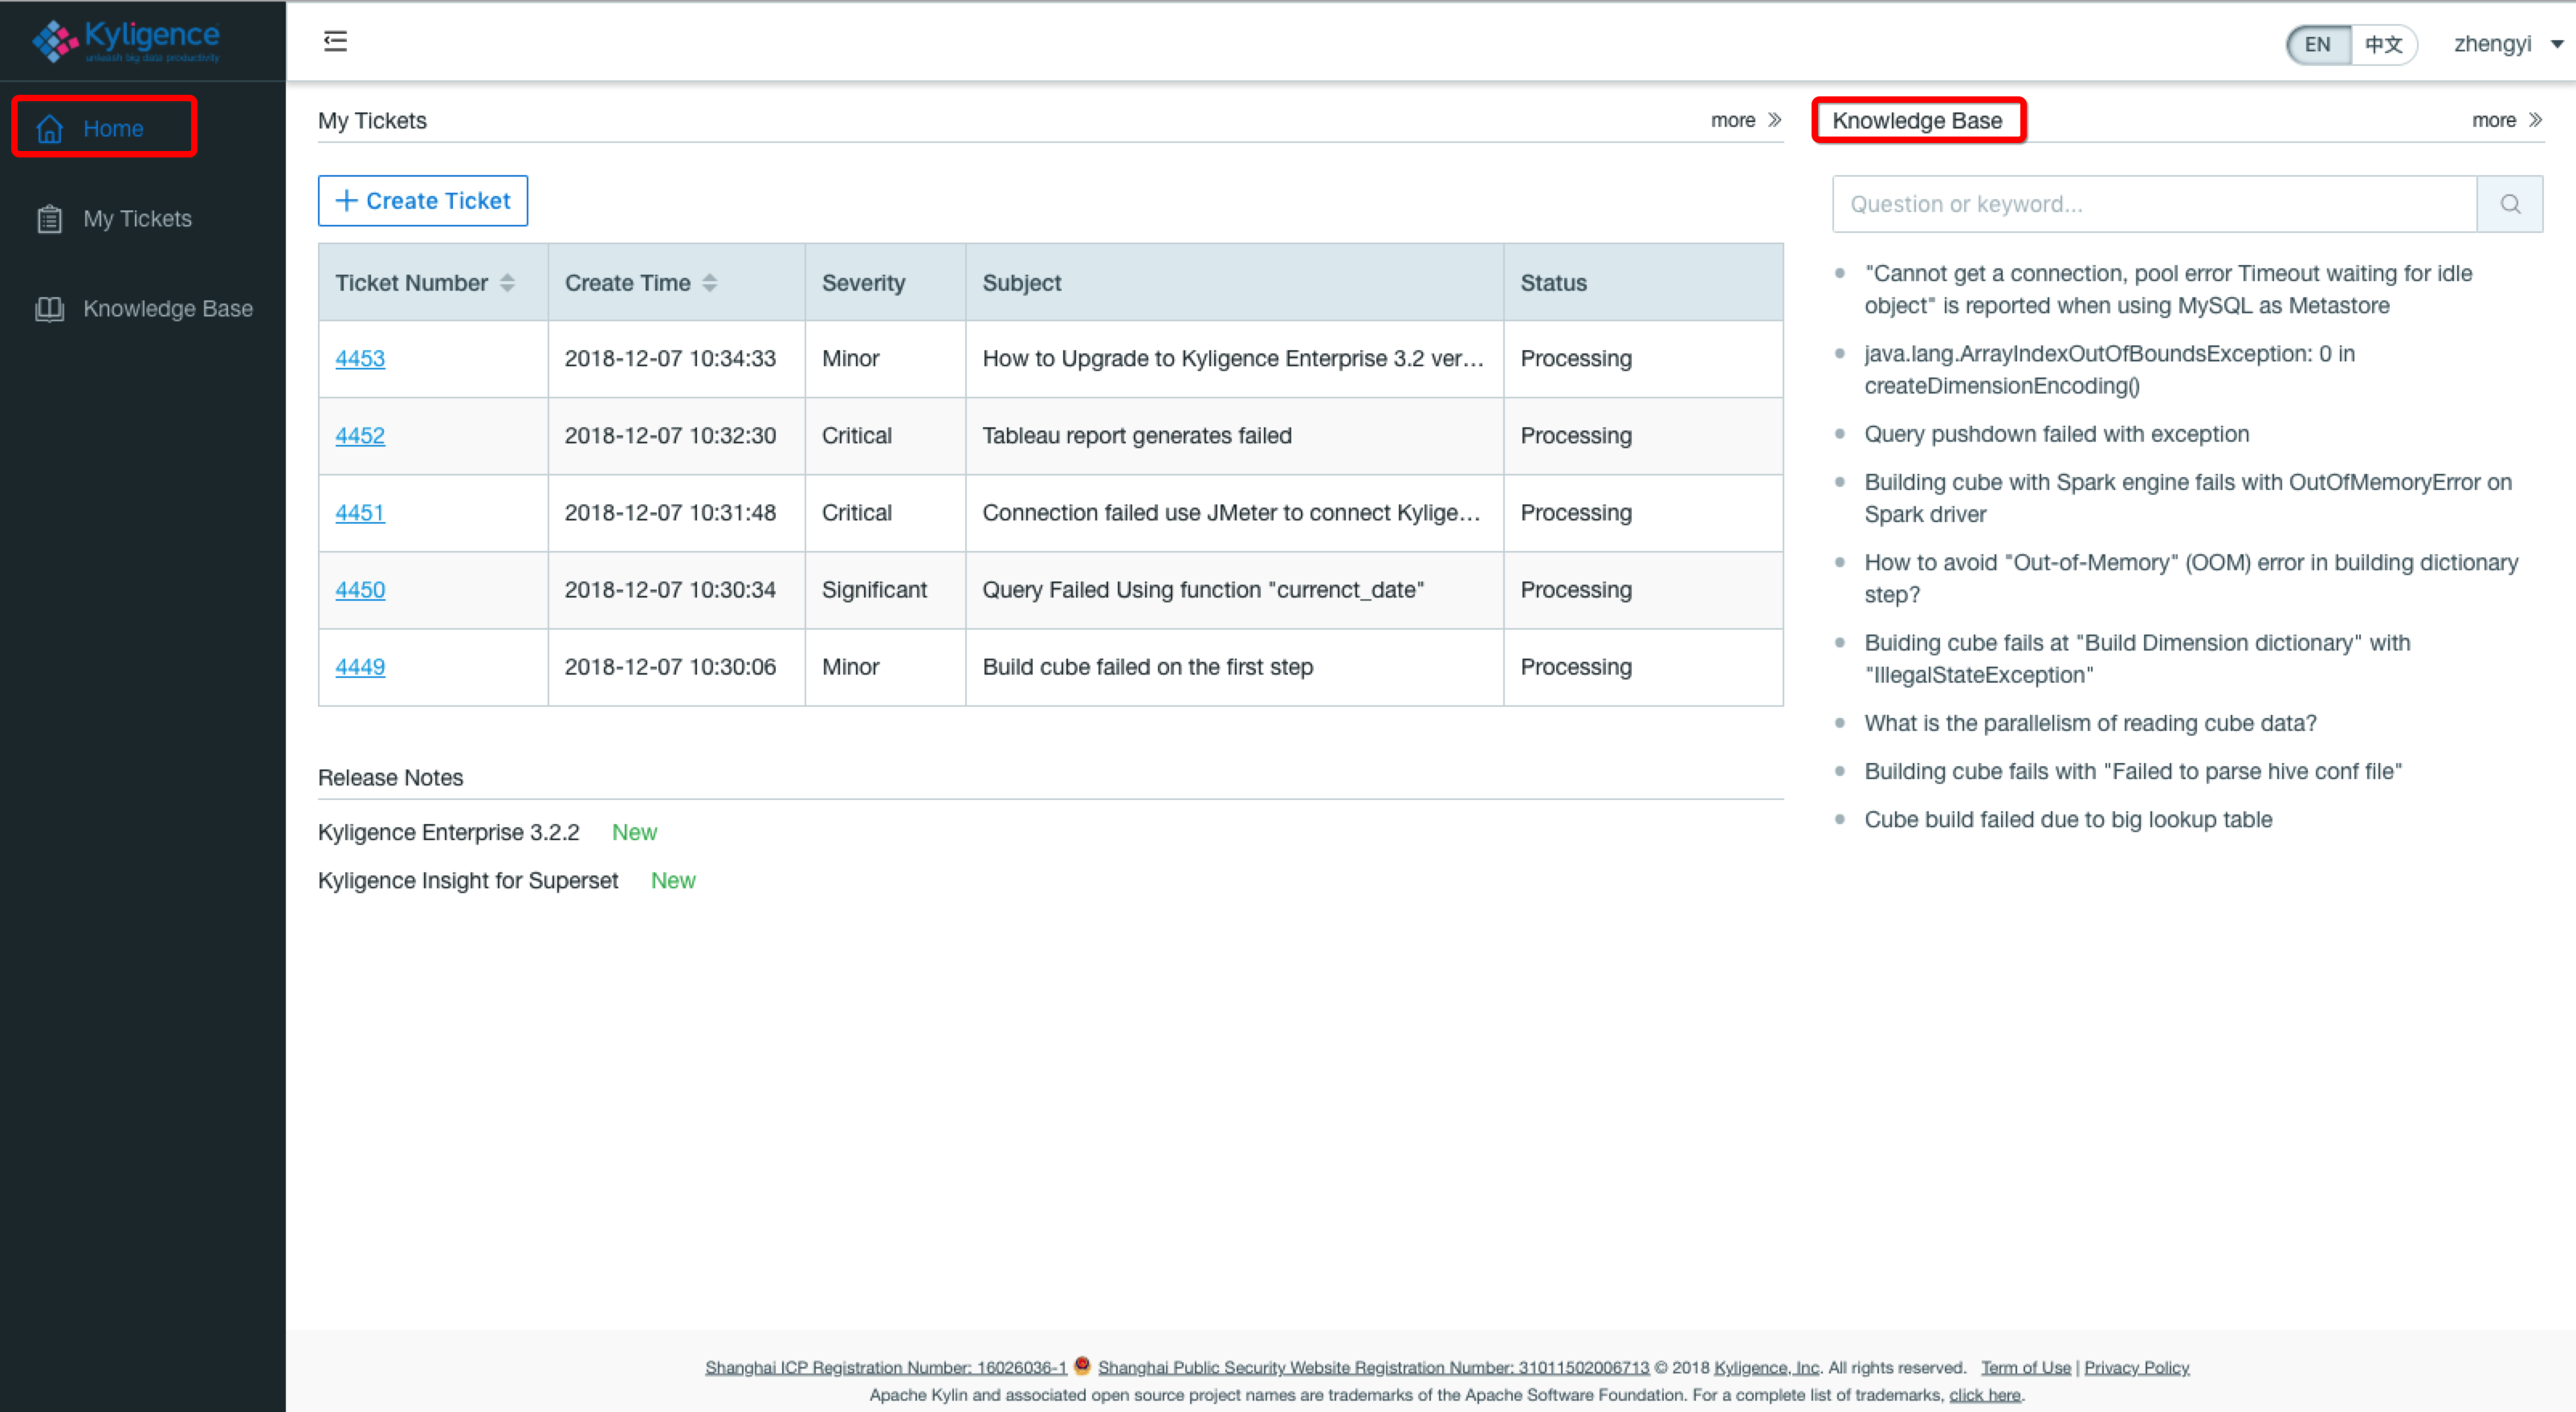 Kyligence
unleash big data productivity
EN 中文 zhengyi
Home
My Tickets
Knowledge Base
My Tickets more
Create Ticket
Ticket Number Create Time Severity Subject Status
4453 2018-12-07 10:34:33 Minor How to Upgrade to Kyligence Enterprise 3.2 ver... Processing
4452 2018-12-07 10:32:30 Critical Tableau report generates failed Processing
4451 2018-12-07 10:31:48 Critical Connection failed use JMeter to connect Kylige... Processing
4450 2018-12-07 10:30:34 Significant Query Failed Using function "currenct_date" Processing
4449 2018-12-07 10:30:06 Minor Build cube failed on the first step Processing
Release Notes
Kyligence Enterprise 3.2.2 New
Kyligence Insight for Superset New
Knowledge Base more
Question or keyword...
"Cannot get a connection, pool error Timeout waiting for idle
object" is reported when using MySQL as Metastore
java.lang.ArrayIndexOutOfBoundsException: 0 in
createDimensionEncoding()
Query pushdown failed with exception
Building cube with Spark engine fails with OutOfMemoryError on
Spark driver
How to avoid "Out-of-Memory" (OOM) error in building dictionary
step?
Buiding cube fails at "Build Dimension dictionary" with
"IllegalStateException"
What is the parallelism of reading cube data?
Building cube fails with "Failed to parse hive conf file"
Cube build failed due to big lookup table
Shanghai ICP Registration Number: 16026036-1 Shanghai Public Security Website Registration Number: 31011502006713 © 2018 Kyligence, Inc. All rights reserved. Term of Use | Privacy Policy
Apache Kylin and associated open source project names are trademarks of the Apache Software Foundation. For a complete list of trademarks, click here.